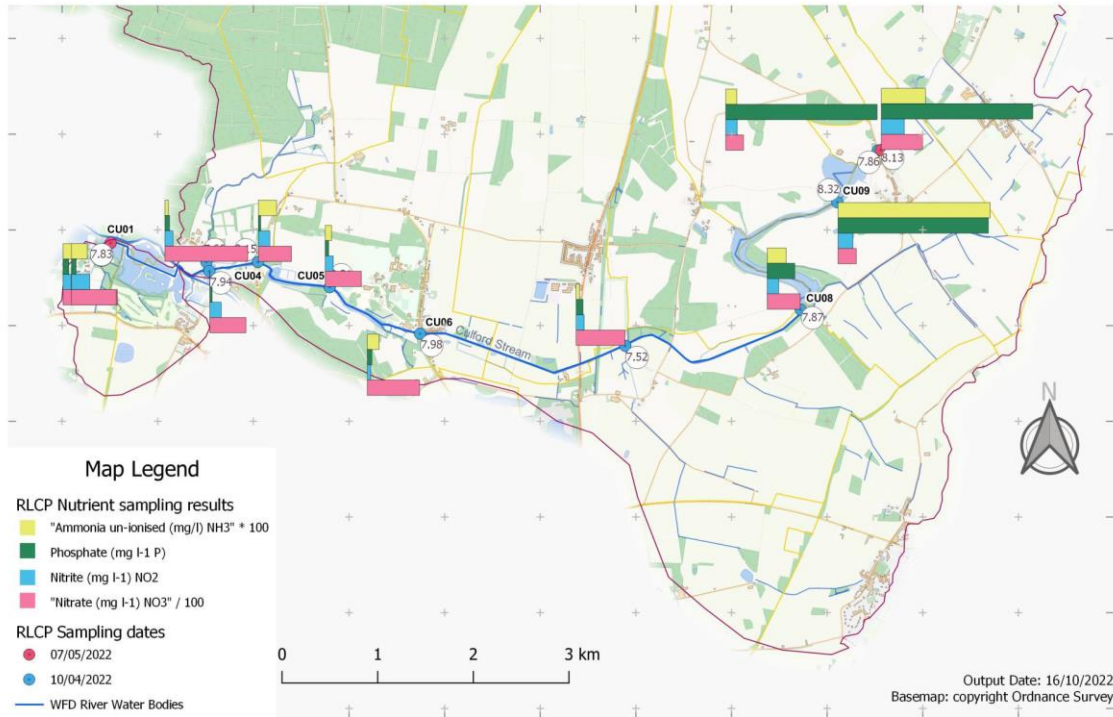 7.86
8.13
8.32
CU09
CU01
7.83
CU04
7.94
CU05
CU06
7.98
Culford Stream
7.52
CU08
7.87
N
Map Legend
RLCP Nutrient sampling results
"Ammonia un-ionised (mg/l) NH3" * 100
Phosphate (mg l-1 P)
Nitrite (mg l-1) NO2
"Nitrate (mg l-1) NO3" / 100
RLCP Sampling dates
07/05/2022
10/04/2022
WFD River Water Bodies
0 1 2 3 km
Output Date: 16/10/2022
Basemap: copyright Ordnance Survey